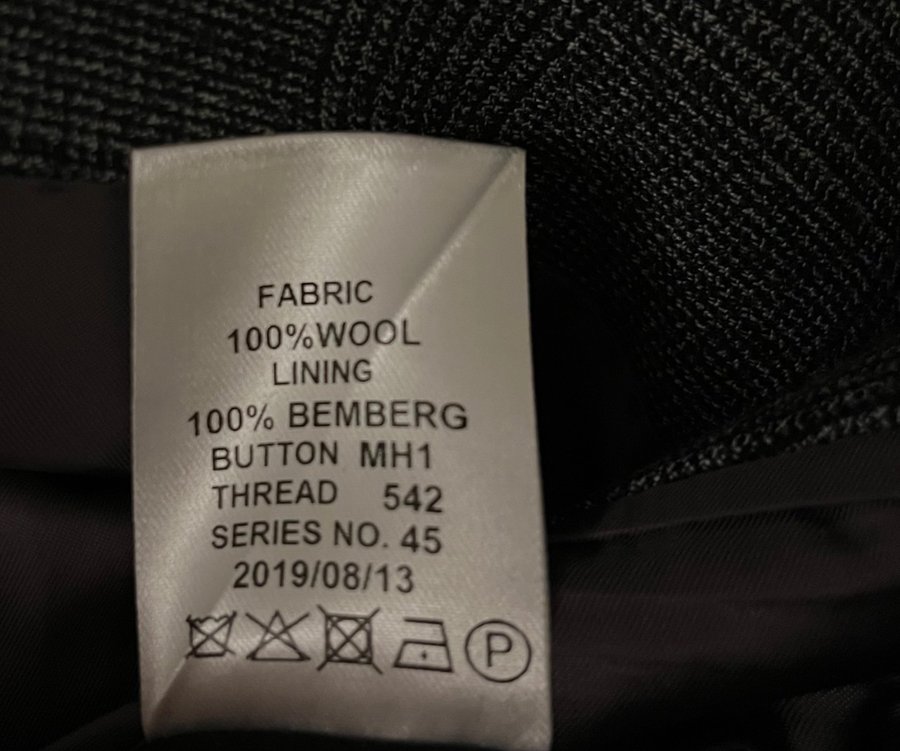 FABRIC
100%WOOL
LINING
100% BEMBERG
BUTTON MH1
THREAD 542
SERIES NO. 45
2019/08/13
P